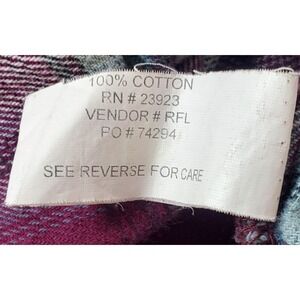 100% COTTON
RN # 23923
VENDOR # RFL
PO # 74294
SEE REVERSE FOR CARE